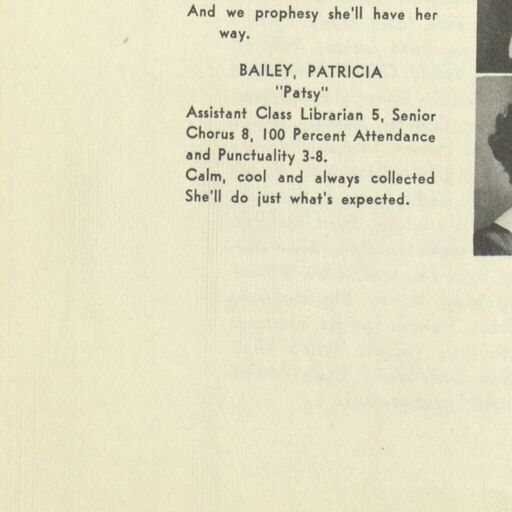 And we prophesy she'll have her
way.
BAILEY, PATRICIA
"Patsy"
Assistant Class Librarian 5, Senior
Chorus 8, 100 Percent Attendance
and Punctuality 3-8.
Calm, cool and always collected
She'll do just what's expected.